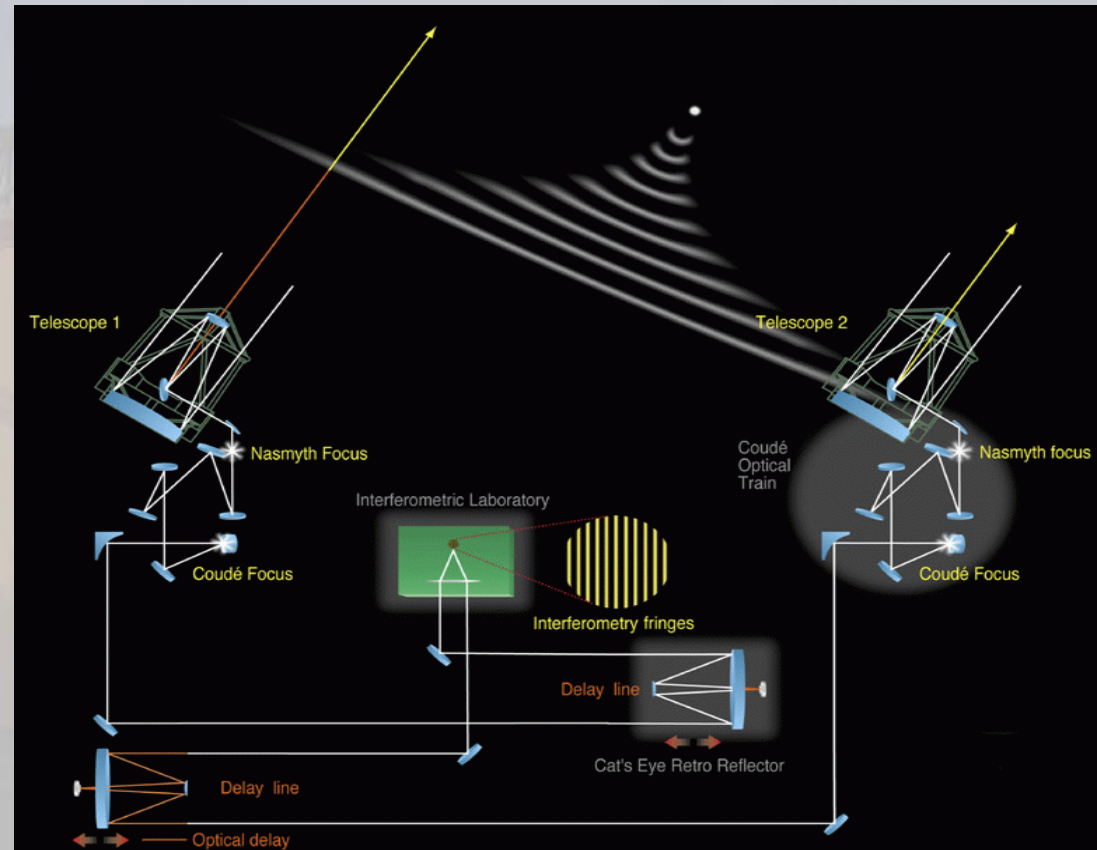 Telescope 1
Telescope 2
Nasmyth Focus
Coudé
Optical
Train
Nasmyth focus
Interferometric Laboratory
Coudé Focus
Coudé Focus
Interferometry fringes
Delay line
Cat's Eye Retro Reflector
Delay line
Optical delay